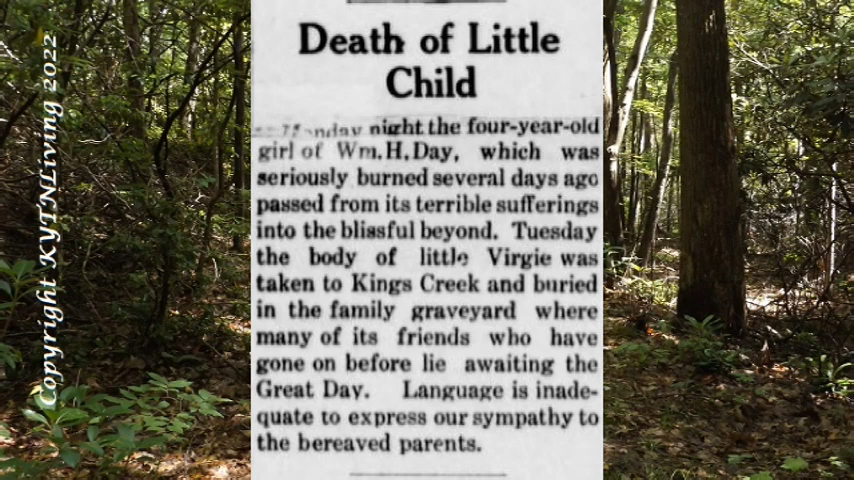 Death of Little
Child
night the four-year-old
girl of Wm. H, Day, which was
seriously burned several days ago
passed from its terrible sufferings
into the blissful beyond. Tuesday
the body of little Virgie was
taken to Kings Creek and buried
in the family graveyard where
many of its friends who have
gone on before lie awaiting the
Great Day. Language is inade-
quate to express our sympathy to
the bereaved parents.
Copyright KYTNLiving 2022